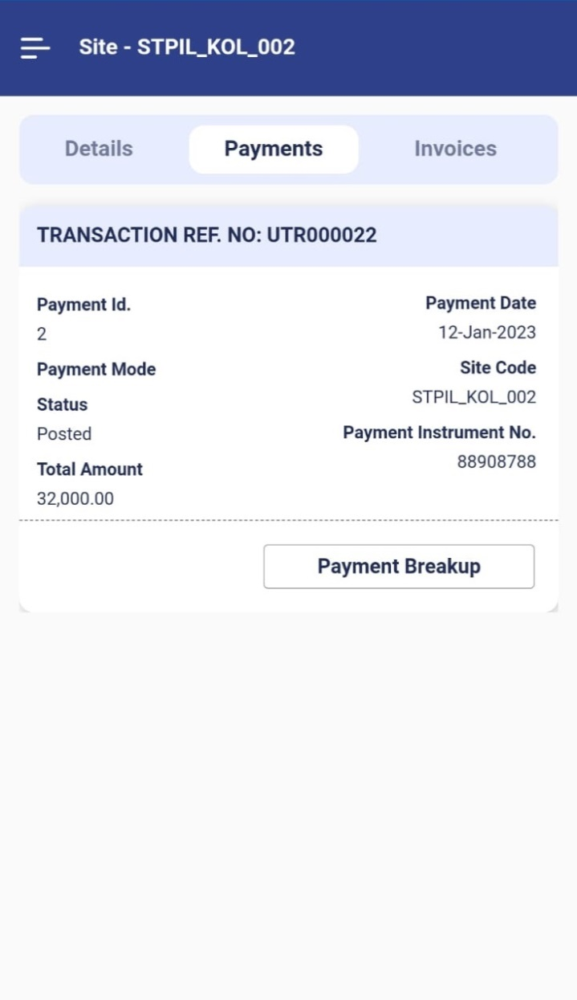 Site - STPIL_KOL_002
Details Payments Invoices
TRANSACTION REF. NO: UTR000022
Payment Id.
2
Payment Mode
Status
Posted
Total Amount
32,000.00
Payment Date
12-Jan-2023
Site Code
STPIL_KOL_002
Payment Instrument No.
88908788
Payment Breakup